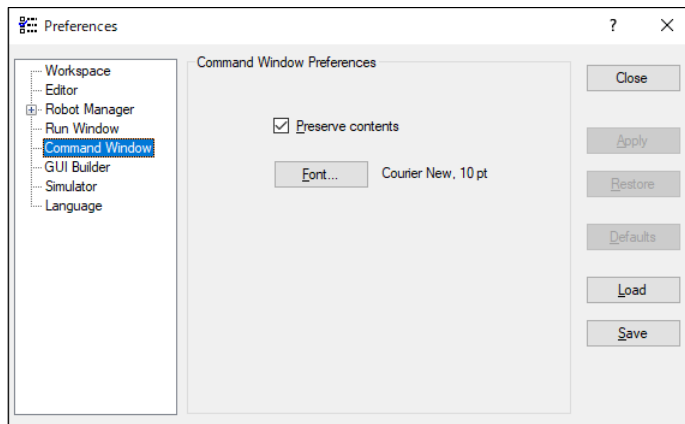 Preferences
?
Workspace
Editor
Robot Manager
Run Window
Command Window
GUI Builder
Simulator
Language
Command Window Preferences
Preserve contents
Font...
Courier New, 10 pt
Close
Apply
Restore
Defaults
Load
Save